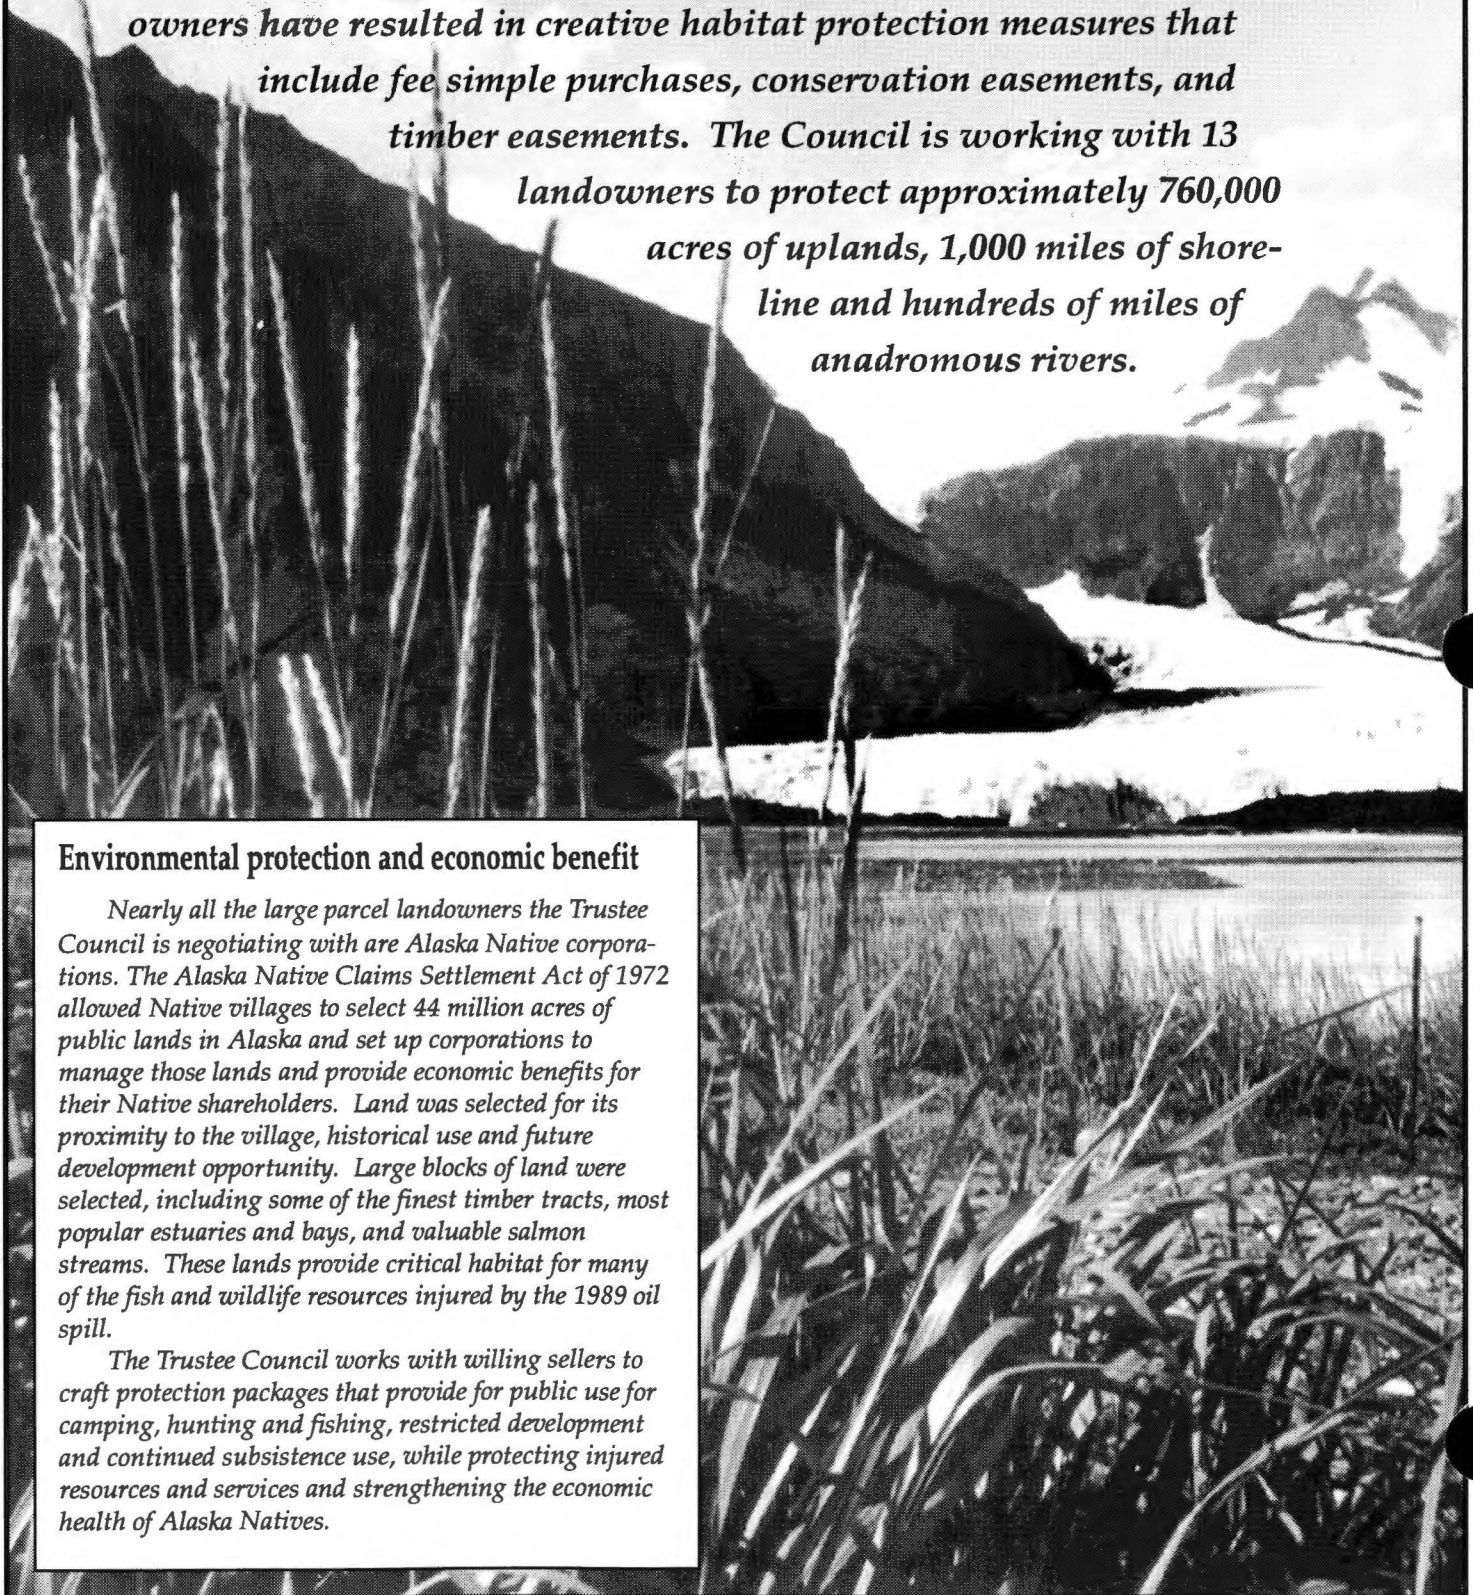 owners have resulted in creative habitat protection measures that
include fee simple purchases, conservation easements, and
timber easements. The Council is working with 13
landowners to protect approximately 760,000
acres of uplands, 1,000 miles of shore-
line and hundreds of miles of
anadromous rivers.
Environmental protection and economic benefit
Nearly all the large parcel landowners the Trustee
Council is negotiating with are Alaska Native corpora-
tions. The Alaska Native Claims Settlement Act of 1972
allowed Native villages to select 44 million acres of
public lands in Alaska and set up corporations to
manage those lands and provide economic benefits for
their Native shareholders. Land was selected for its
proximity to the village, historical use and future
development opportunity. Large blocks of land were
selected, including some of the finest timber tracts, most
popular estuaries and bays, and valuable salmon
streams. These lands provide critical habitat for many
of the fish and wildlife resources injured by the 1989 oil
spill.
The Trustee Council works with willing sellers to
craft protection packages that provide for public use for
camping, hunting and fishing, restricted development
and continued subsistence use, while protecting injured
resources and services and strengthening the economic
health of Alaska Natives.